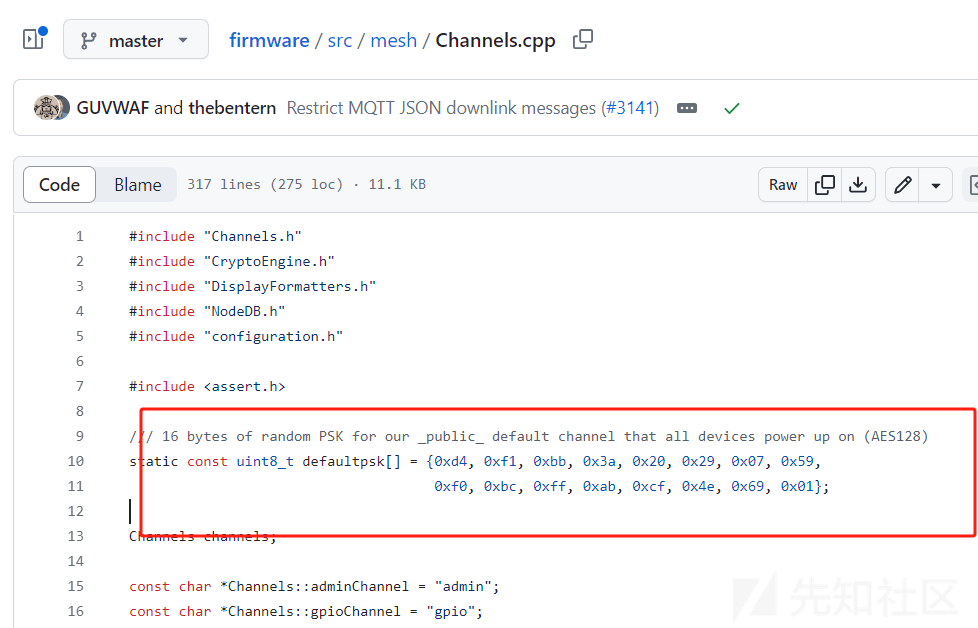 master firmware / src / mesh / Channels.cpp
GUVWAF and thebentern Restrict MQTT JSON downlink messages (#3141)
Code Blame 317 lines (275 loc) · 11.1 KB Raw
1 #include "Channels.h"
2 #include "CryptoEngine.h"
3 #include "DisplayFormatters.h"
4 #include "NodeDB.h"
5 #include "configuration.h"
6
7 #include <assert.h>
8
9 /// 16 bytes of random PSK for our _public_ default channel that all devices power up on (AES128)
10 static const uint8_t defaultpsk[] = {0xd4, 0xf1, 0xbb, 0x3a, 0x20, 0x29, 0x07, 0x59,
11 0xf0, 0xbc, 0xff, 0xab, 0xcf, 0x4e, 0x69, 0x01};
12
13 Channels channels;
14
15 const char *Channels::adminChannel = "admin";
16 const char *Channels::gpioChannel = "gpio";
先知社区